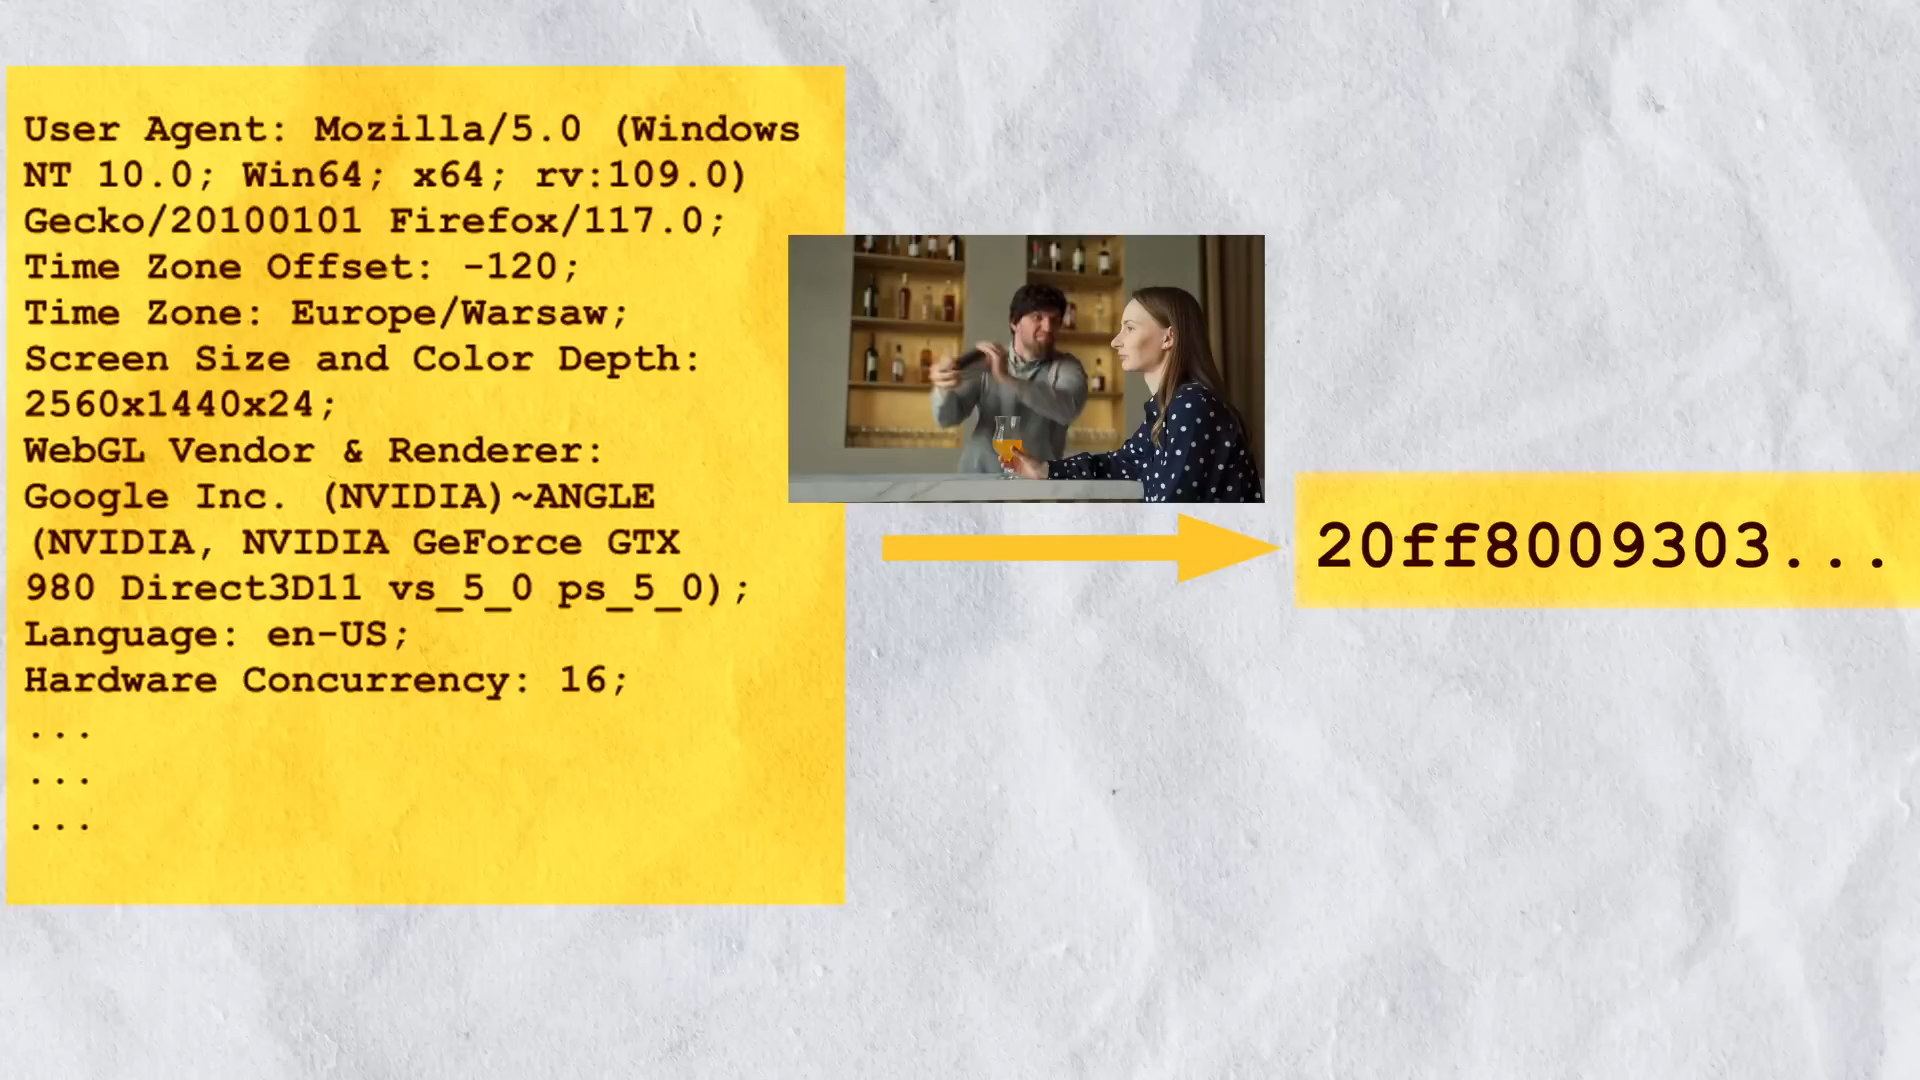 User Agent: Mozilla/5.0 (Windows
NT 10.0; Win64; x64; rv:109.0)
Gecko/20100101 Firefox/117.0;
Time Zone Offset: -120;
Time Zone: Europe/Warsaw;
Screen Size and Color Depth:
2560x1440x24;
WebGL Vendor & Renderer:
Google Inc. (NVIDIA)~ANGLE
(NVIDIA, NVIDIA GeForce GTX
980 Direct3D11 vs_5_0 ps_5_0);
Language: en-US;
Hardware Concurrency: 16;
...
...
...
20ff8009303...